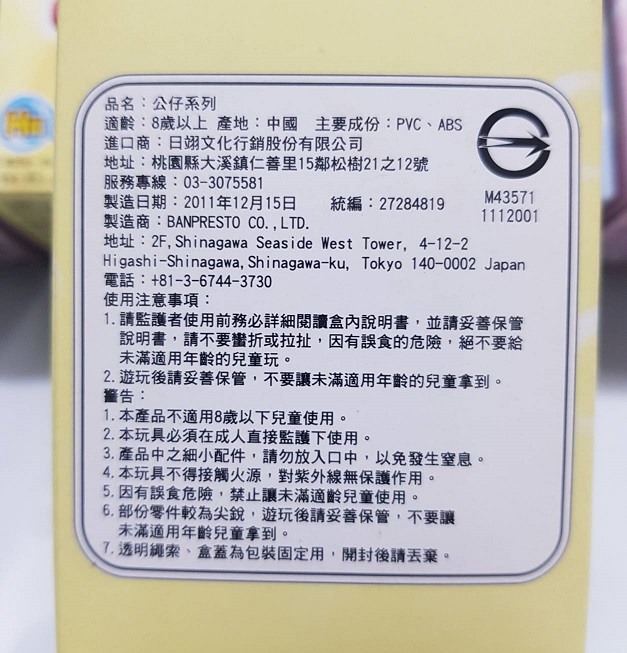 品名：公仔系列
適齡：8歲以上 產地：中國 主要成份：PVC、ABS
進口商：日翊文化行銷股份有限公司
地址：桃園縣大溪鎮仁善里15鄰松樹21之12號
服務專線：03-3075581
製造日期：2011年12月15日 統編：27284819
M43571
1112001
製造商：BANPRESTO CO.,LTD.
地址：2F,Shinagawa Seaside West Tower, 4-12-2
Higashi-Shinagawa,Shinagawa-ku, Tokyo 140-0002 Japan
電話：+81-3-6744-3730
使用注意事項：
1.請監護者使用前務必詳細閱讀盒內說明書，並請妥善保管
說明書，請不要彎折或拉扯，因有誤食的危險，絕不要給
未滿適用年齡的兒童玩。
2.遊玩後請妥善保管，不要讓未滿適用年齡的兒童拿到。
警告：
1.本產品不適用8歲以下兒童使用。
2.本玩具必須在成人直接監護下使用。
3.產品中之細小配件，請勿放入口中，以免發生窒息。
4.本玩具不得接觸火源，對紫外線無保護作用。
5.因有誤食危險，禁止讓未滿適齡兒童使用。
6.部份零件較為尖銳，遊玩後請妥善保管，不要讓
未滿適用年齡兒童拿到。
7.透明繩索、盒蓋為包裝固定用，開封後請丟棄。